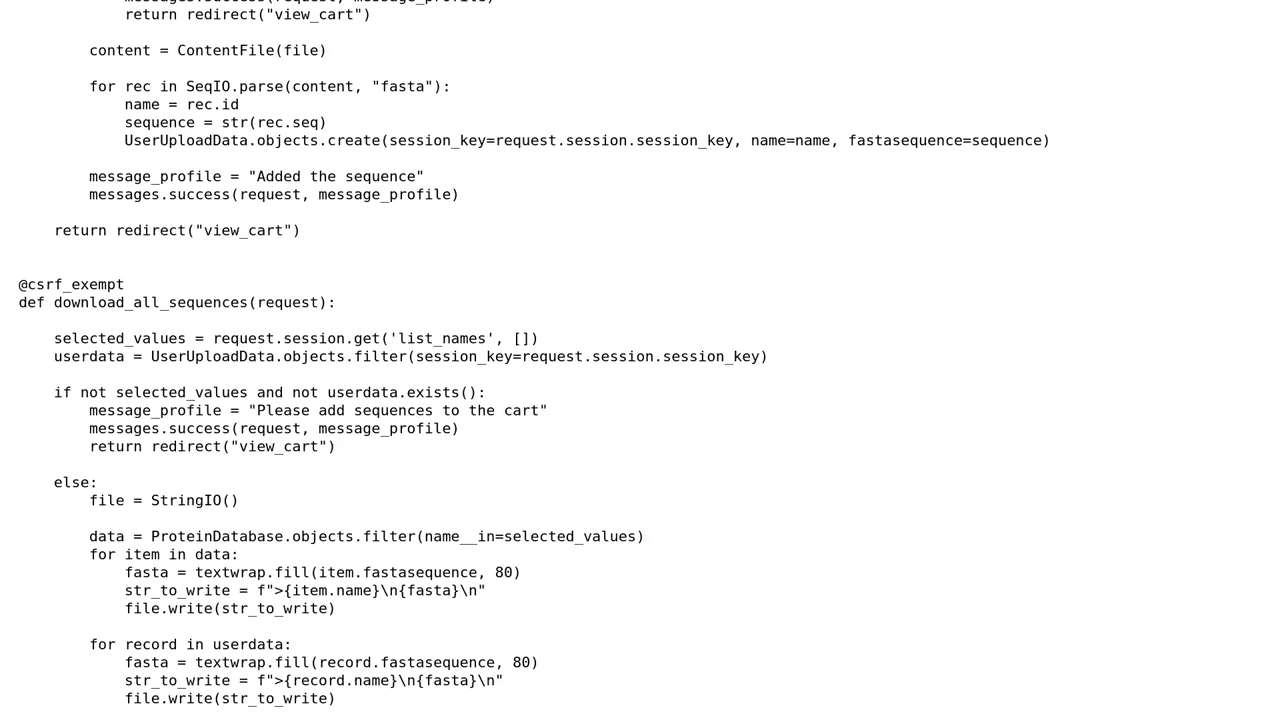 messages.success(request, message_profile)
return redirect("view_cart")
content = ContentFile(file)
for rec in SeqIO.parse(content, "fasta"):
name = rec.id
sequence = str(rec.seq)
UserUploadData.objects.create(session_key=request.session.session_key, name=name, fastasequence=sequence)
message_profile = "Added the sequence"
messages.success(request, message_profile)
return redirect("view_cart")
@csrf_exempt
def download_all_sequences(request):
selected_values = request.session.get('list_names', [])
userdata = UserUploadData.objects.filter(session_key=request.session.session_key)
if not selected_values and not userdata.exists():
message_profile = "Please add sequences to the cart"
messages.success(request, message_profile)
return redirect("view_cart")
else:
file = StringIO()
data = ProteinDatabase.objects.filter(name__in=selected_values)
for item in data:
fasta = textwrap.fill(item.fastasequence, 80)
str_to_write = f">{item.name}\n{fasta}\n"
file.write(str_to_write)
for record in userdata:
fasta = textwrap.fill(record.fastasequence, 80)
str_to_write = f">{record.name}\n{fasta}\n"
file.write(str_to_write)